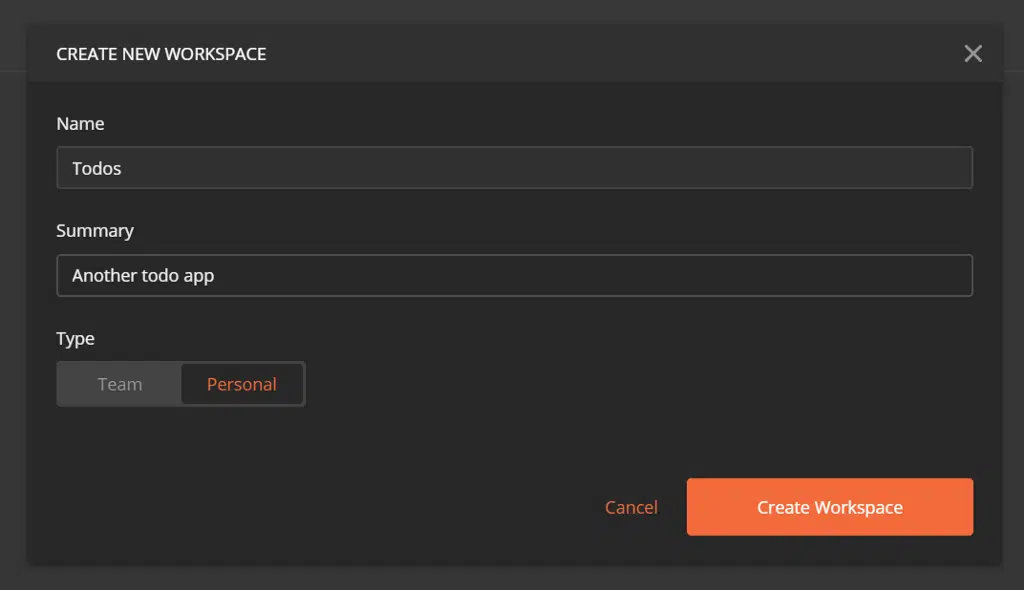 CREATE NEW WORKSPACE
Name
Todos
Summary
Another todo app
Type
Team Personal
Cancel Create Workspace